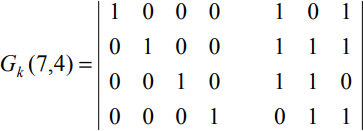 1 0 0 0 1 0 1
0 1 0 0 1 1 1
G_k (7,4) =
0 0 1 0 1 1 0
0 0 0 1 0 1 1